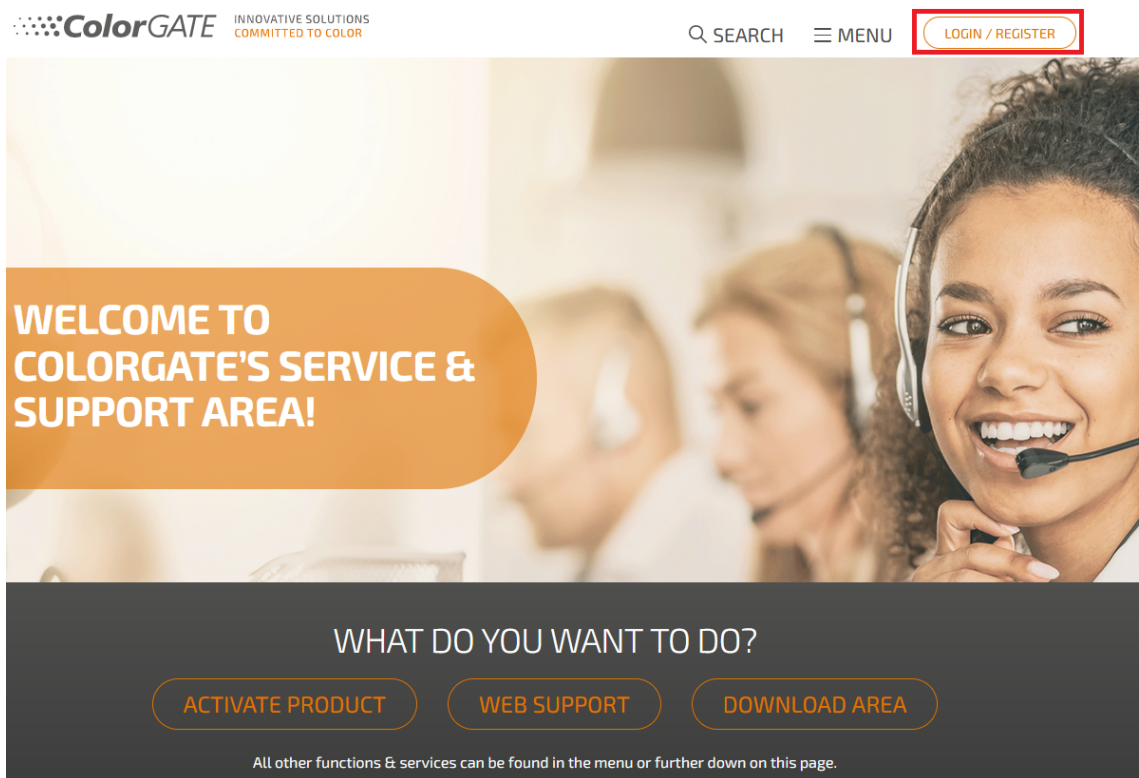 ColorGATE INNOVATIVE SOLUTIONS
COMMITTED TO COLOR
SEARCH MENU LOGIN / REGISTER
WELCOME TO
COLORGATE’S SERVICE &
SUPPORT AREA!
WHAT DO YOU WANT TO DO?
ACTIVATE PRODUCT WEB SUPPORT DOWNLOAD AREA
All other functions & services can be found in the menu or further down on this page.